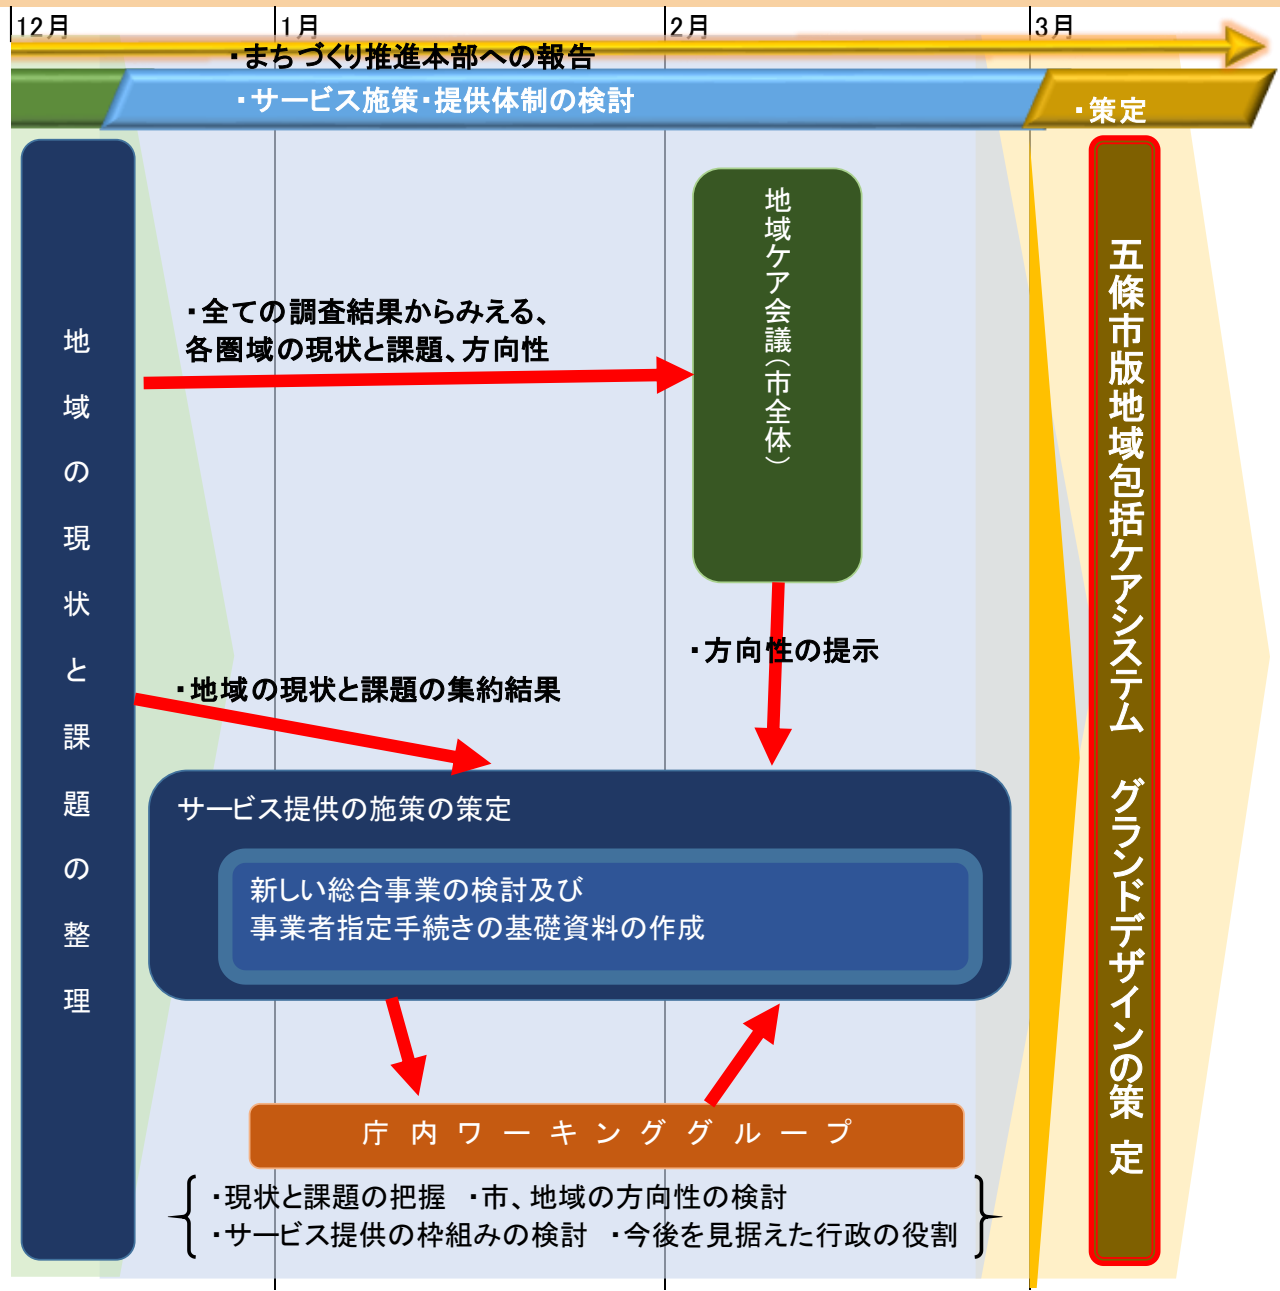 12月
1月
2月
3月
・まちづくり推進本部への報告
・サービス施策・提供体制の検討
・策定
地域の現状と課題の整理
・全ての調査結果からみえる、
各圏域の現状と課題、方向性
地域ケア会議（市全体）
・方向性の提示
・地域の現状と課題の集約結果
サービス提供の施策の策定
新しい総合事業の検討及び
事業者指定手続きの基礎資料の作成
庁内ワーキンググループ
・現状と課題の把握　・市、地域の方向性の検討
・サービス提供の枠組みの検討　・今後を見据えた行政の役割
五條市版地域包括ケアシステム　グランドデザインの策定